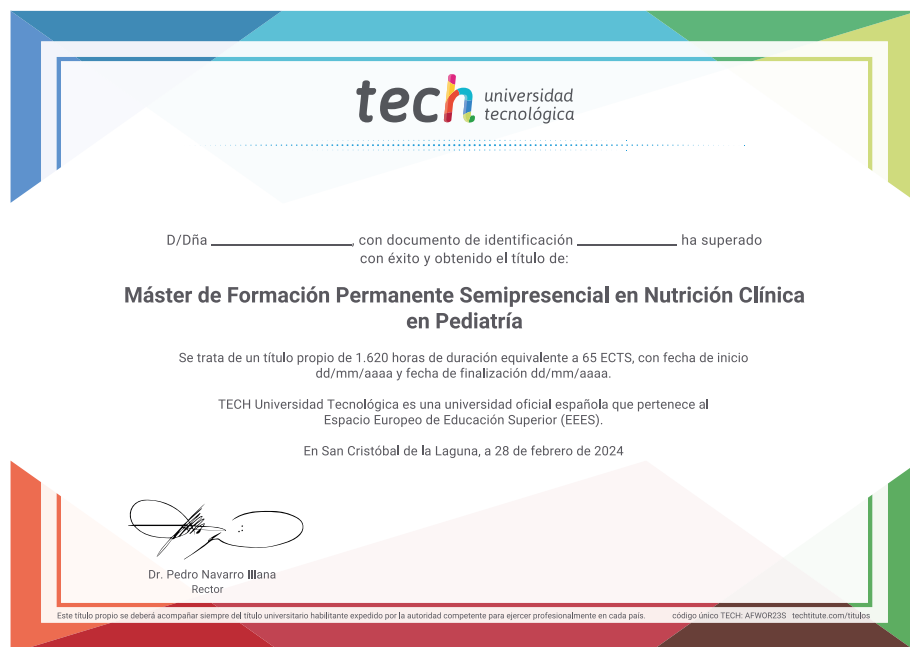 tech universidad
tecnológica
D/Dña ________________, con documento de identificación ___________ ha superado
con éxito y obtenido el título de:
Máster de Formación Permanente Semipresencial en Nutrición Clínica
en Pediatría
Se trata de un título propio de 1.620 horas de duración equivalente a 65 ECTS, con fecha de inicio
dd/mm/aaaa y fecha de finalización dd/mm/aaaa.
TECH Universidad Tecnológica es una universidad oficial española que pertenece al
Espacio Europeo de Educación Superior (EEES).
En San Cristóbal de la Laguna, a 28 de febrero de 2024
Dr. Pedro Navarro Illana
Rector
Este título propio se deberá acompañar siempre del título universitario habilitante expedido por la autoridad competente para ejercer profesionalmente en cada país. código único TECH: AFWOR23S techtitute.com/titulos